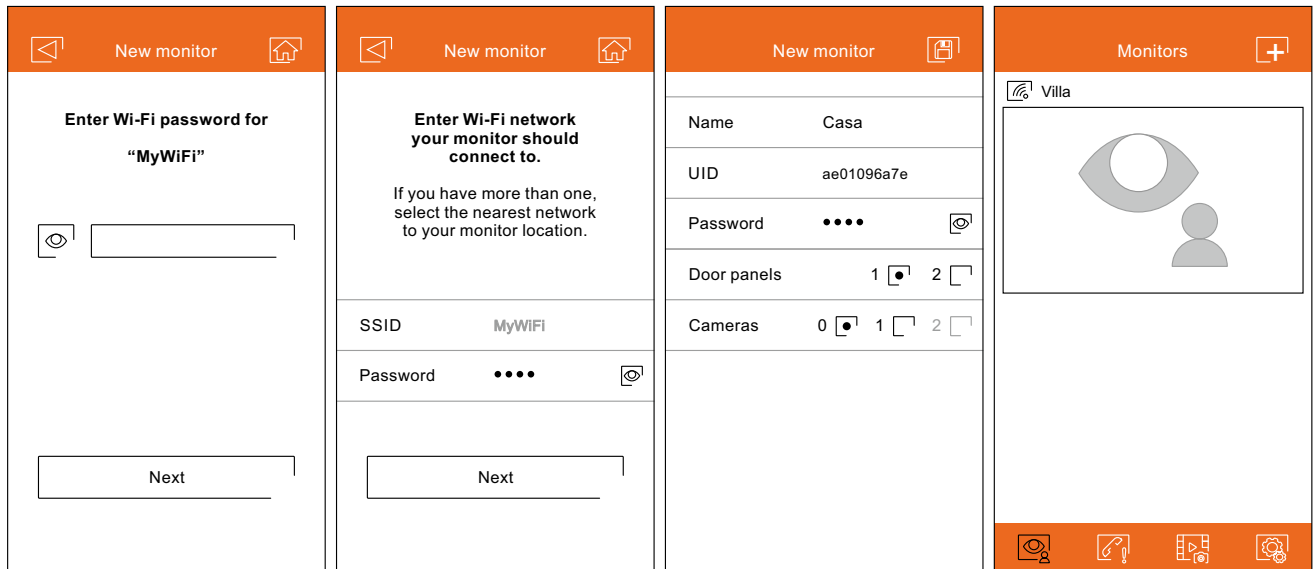 New monitor
Enter Wi-Fi password for
“MyWiFi”
Next
New monitor
Enter Wi-Fi network
your monitor should
connect to.
If you have more than one,
select the nearest network
to your monitor location.
SSID MyWiFi
Password ••••
Next
New monitor
Name Casa
UID ae01096a7e
Password ••••
Door panels 1 2
Cameras 0 1 2
Monitors
Villa